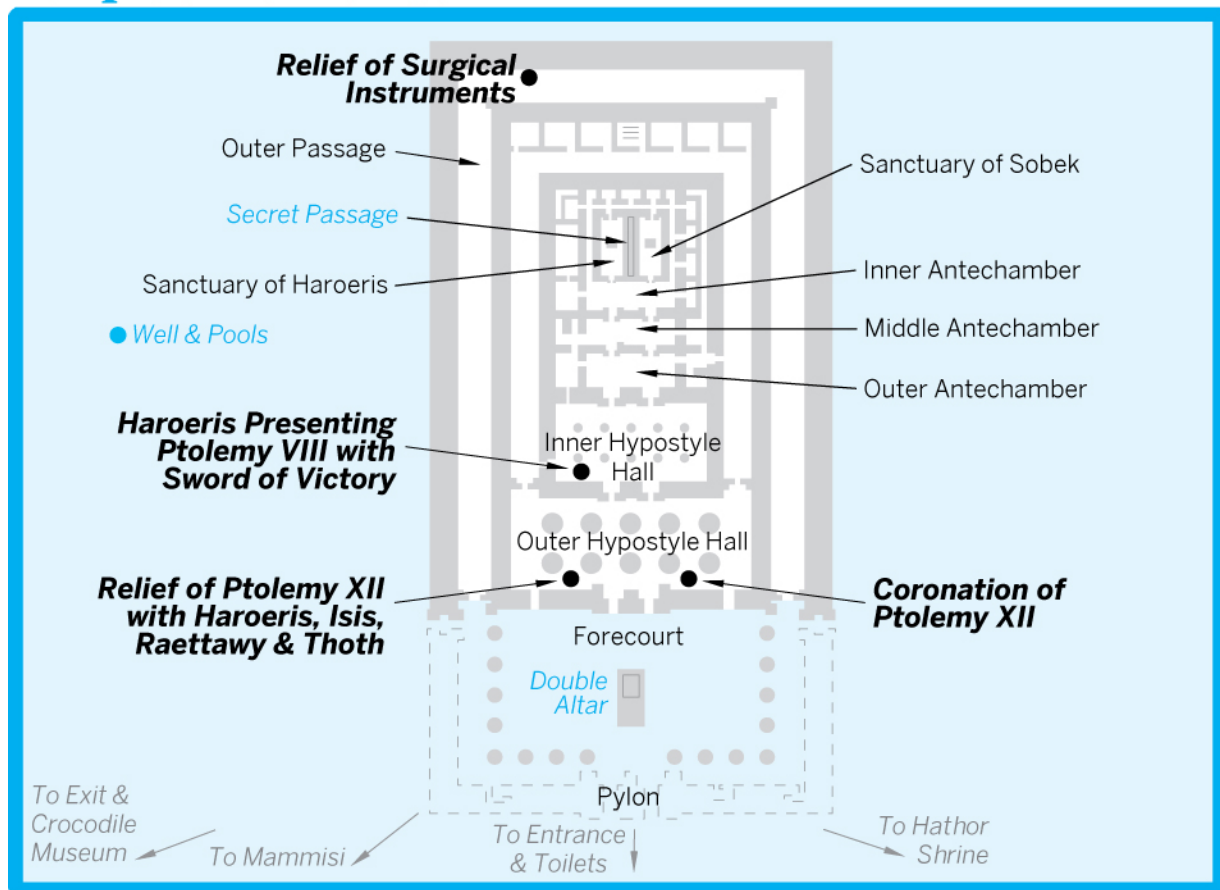 Relief of Surgical
Instruments
Outer Passage
Sanctuary of Sobek
Secret Passage
Inner Antechamber
Sanctuary of Haroeris
Well & Pools
Middle Antechamber
Outer Antechamber
Haroeris Presenting
Ptolemy VIII with
Sword of Victory
Inner Hypostyle
Hall
Outer Hypostyle Hall
Relief of Ptolemy XII
with Haroeris, Isis,
Raettawy & Thoth
Coronation of
Ptolemy XII
Forecourt
Double
Altar
Pylon
To Exit &
Crocodile
Museum
To Mammisi
To Entrance
& Toilets
To Hathor
Shrine